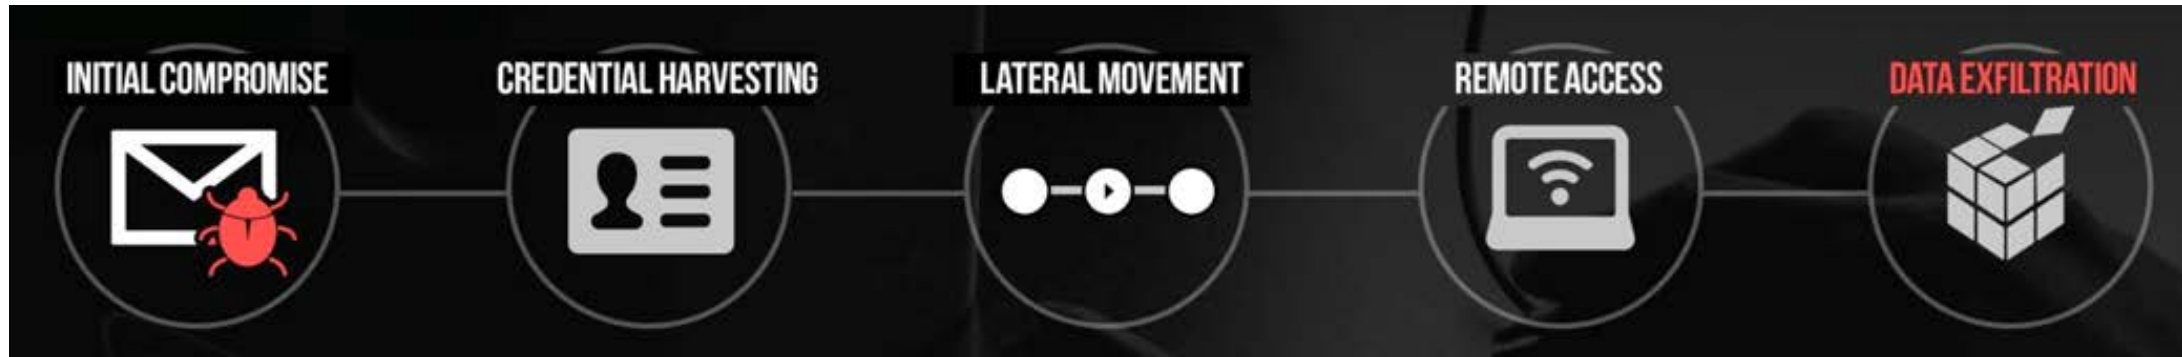 INITIAL COMPROMISE
CREDENTIAL HARVESTING
LATERAL MOVEMENT
REMOTE ACCESS
DATA EXFILTRATION